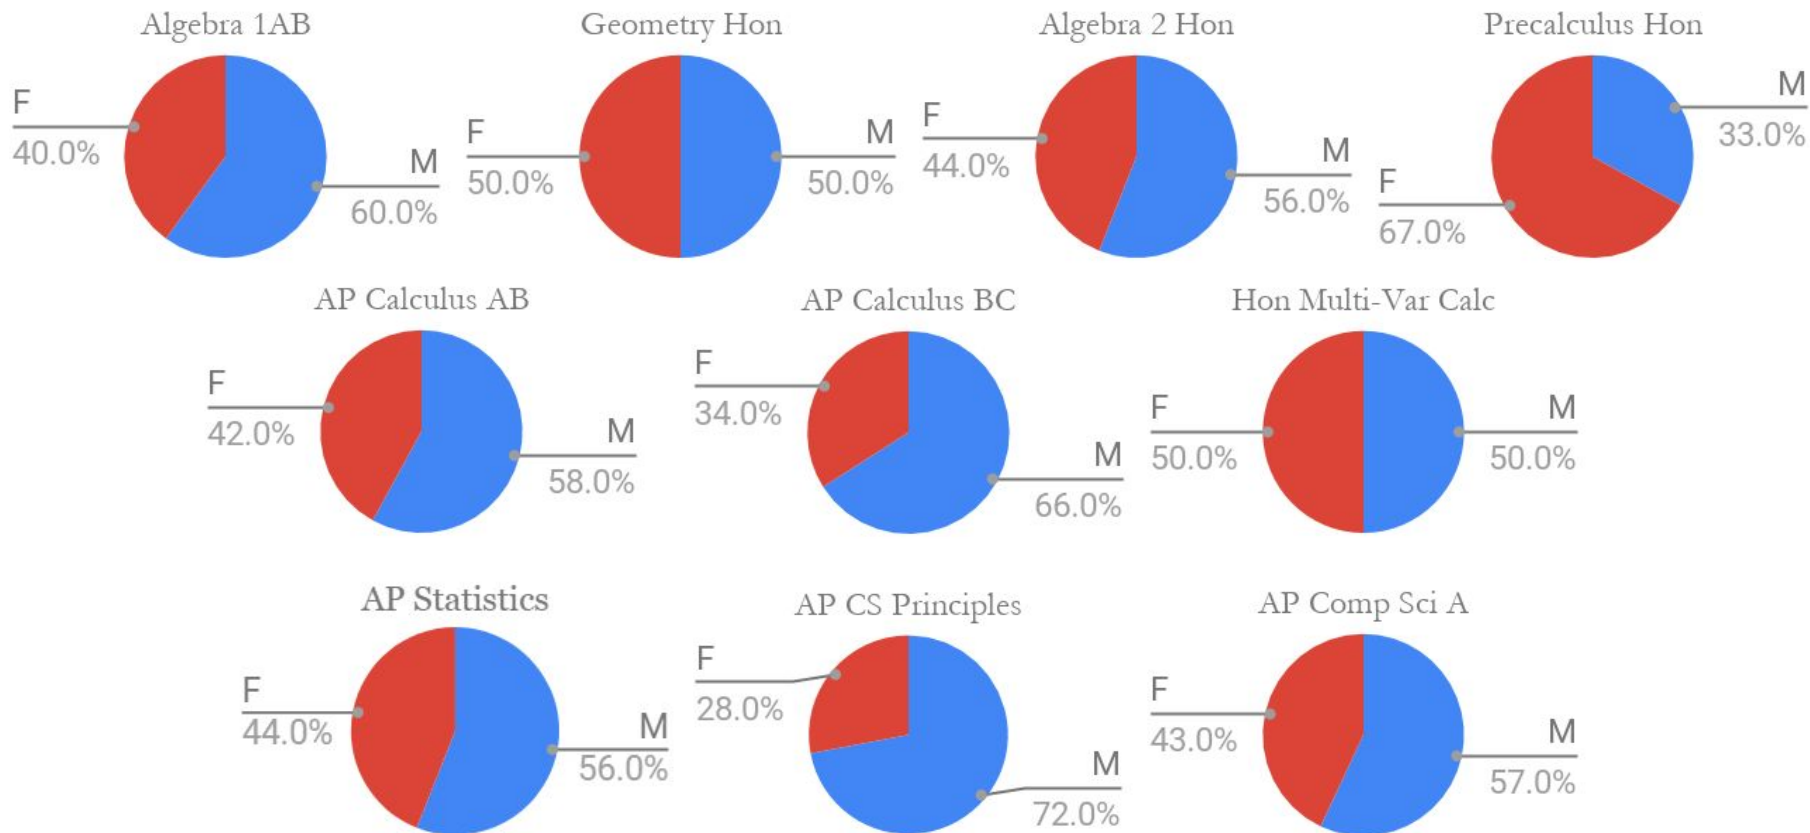 Algebra 1AB
F
40.0%
M
60.0%
Geometry Hon
F
50.0%
M
50.0%
Algebra 2 Hon
F
44.0%
M
56.0%
Precalculus Hon
M
33.0%
F
67.0%
AP Calculus AB
F
42.0%
M
58.0%
AP Calculus BC
F
34.0%
M
66.0%
Hon Multi-Var Calc
F
50.0%
M
50.0%
AP Statistics
F
44.0%
M
56.0%
AP CS Principles
F
28.0%
M
72.0%
AP Comp Sci A
F
43.0%
M
57.0%